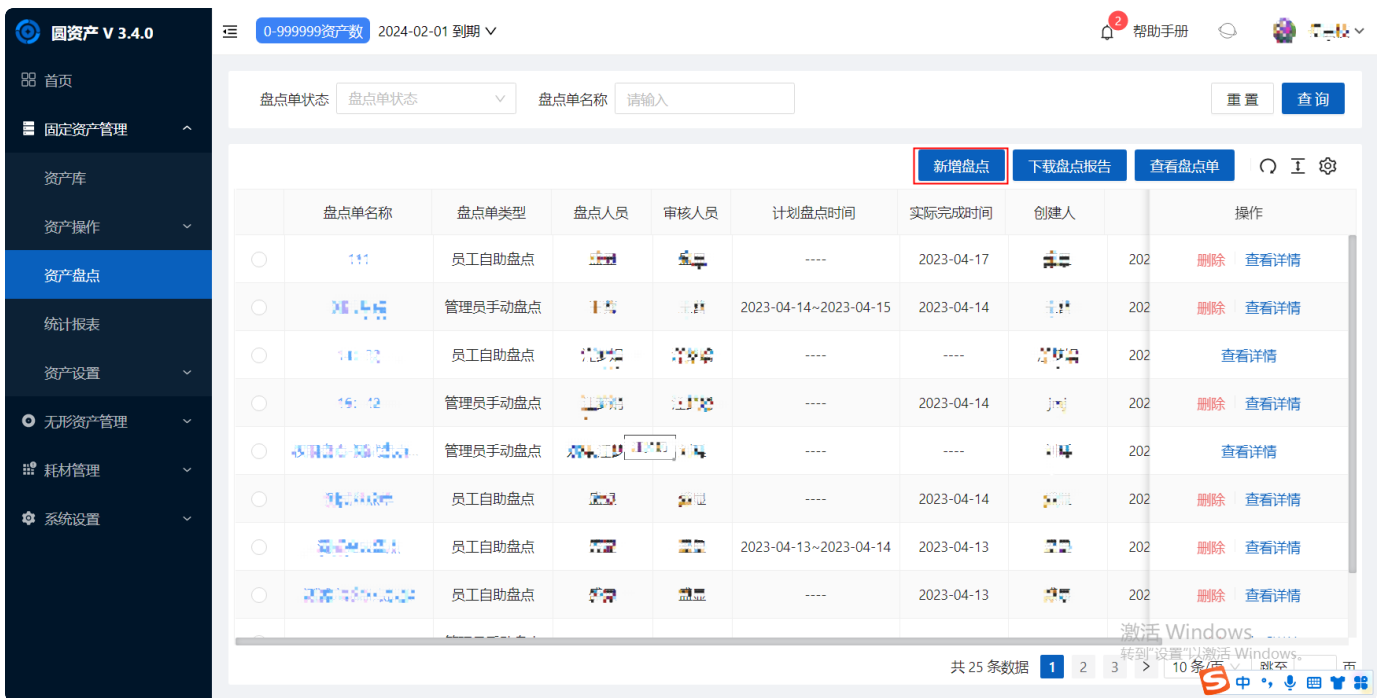 圆资产 V 3.4.0
0-999999资产数 2024-02-01 到期
2 帮助手册
首页
固定资产管理
资产库
资产操作
资产盘点
统计报表
资产设置
无形资产管理
耗材管理
系统设置
盘点单状态 盘点单状态 盘点单名称 请输入 重置 查询
新增盘点 下载盘点报告 查看盘点单
盘点单名称 盘点单类型 盘点人员 审核人员 计划盘点时间 实际完成时间 创建人 操作
员工自助盘点 ---- 2023-04-17 202 删除 查看详情
管理员手动盘点 2023-04-14~2023-04-15 2023-04-14 202 删除 查看详情
员工自助盘点 ---- ---- 202 查看详情
管理员手动盘点 ---- 2023-04-14 202 删除 查看详情
管理员手动盘点 ---- ---- 202 查看详情
员工自助盘点 ---- 2023-04-14 202 删除 查看详情
员工自助盘点 2023-04-13~2023-04-14 2023-04-13 202 删除 查看详情
员工自助盘点 ---- 2023-04-13 202 删除 查看详情
激活 Windows
转到"设置"以激活 Windows。
共 25 条数据 1 2 3 > 10 条/页 跳至 页
S 中